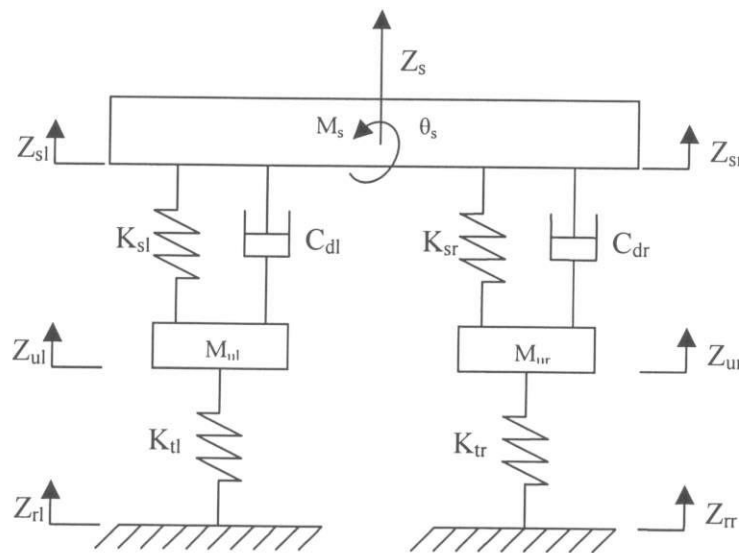 Zs
Ms θs
Zsl Zsr
Ksl Cdl Ksr Cdr
Zul Mul Mur Zur
Ktl Ktr
Zrl Zrr